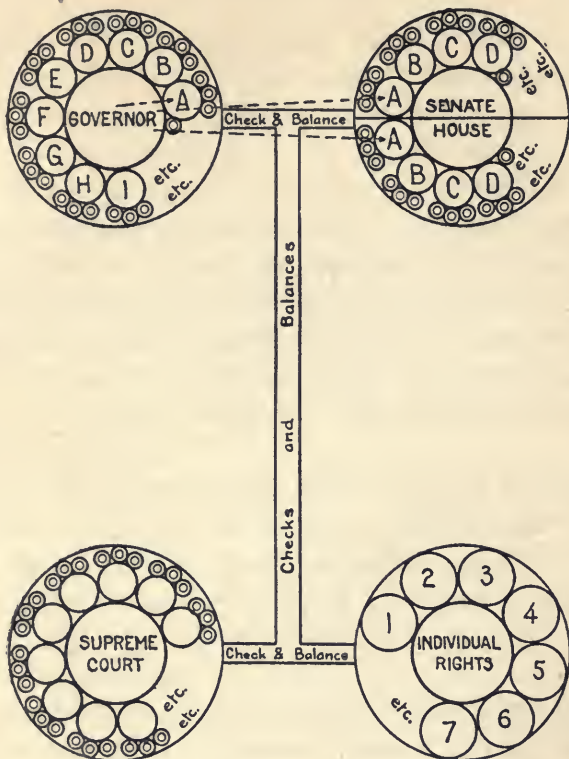 D C B
E A
F GOVERNOR
G
H I
etc.
etc.
Check & Balance
B C D
A SENATE
etc.
etc.
A HOUSE
B C D
etc.
etc.
Checks and Balances
SUPREME
COURT
etc.
etc.
Check & Balance
2 3
1 4
INDIVIDUAL
RIGHTS
5
6
7
etc.